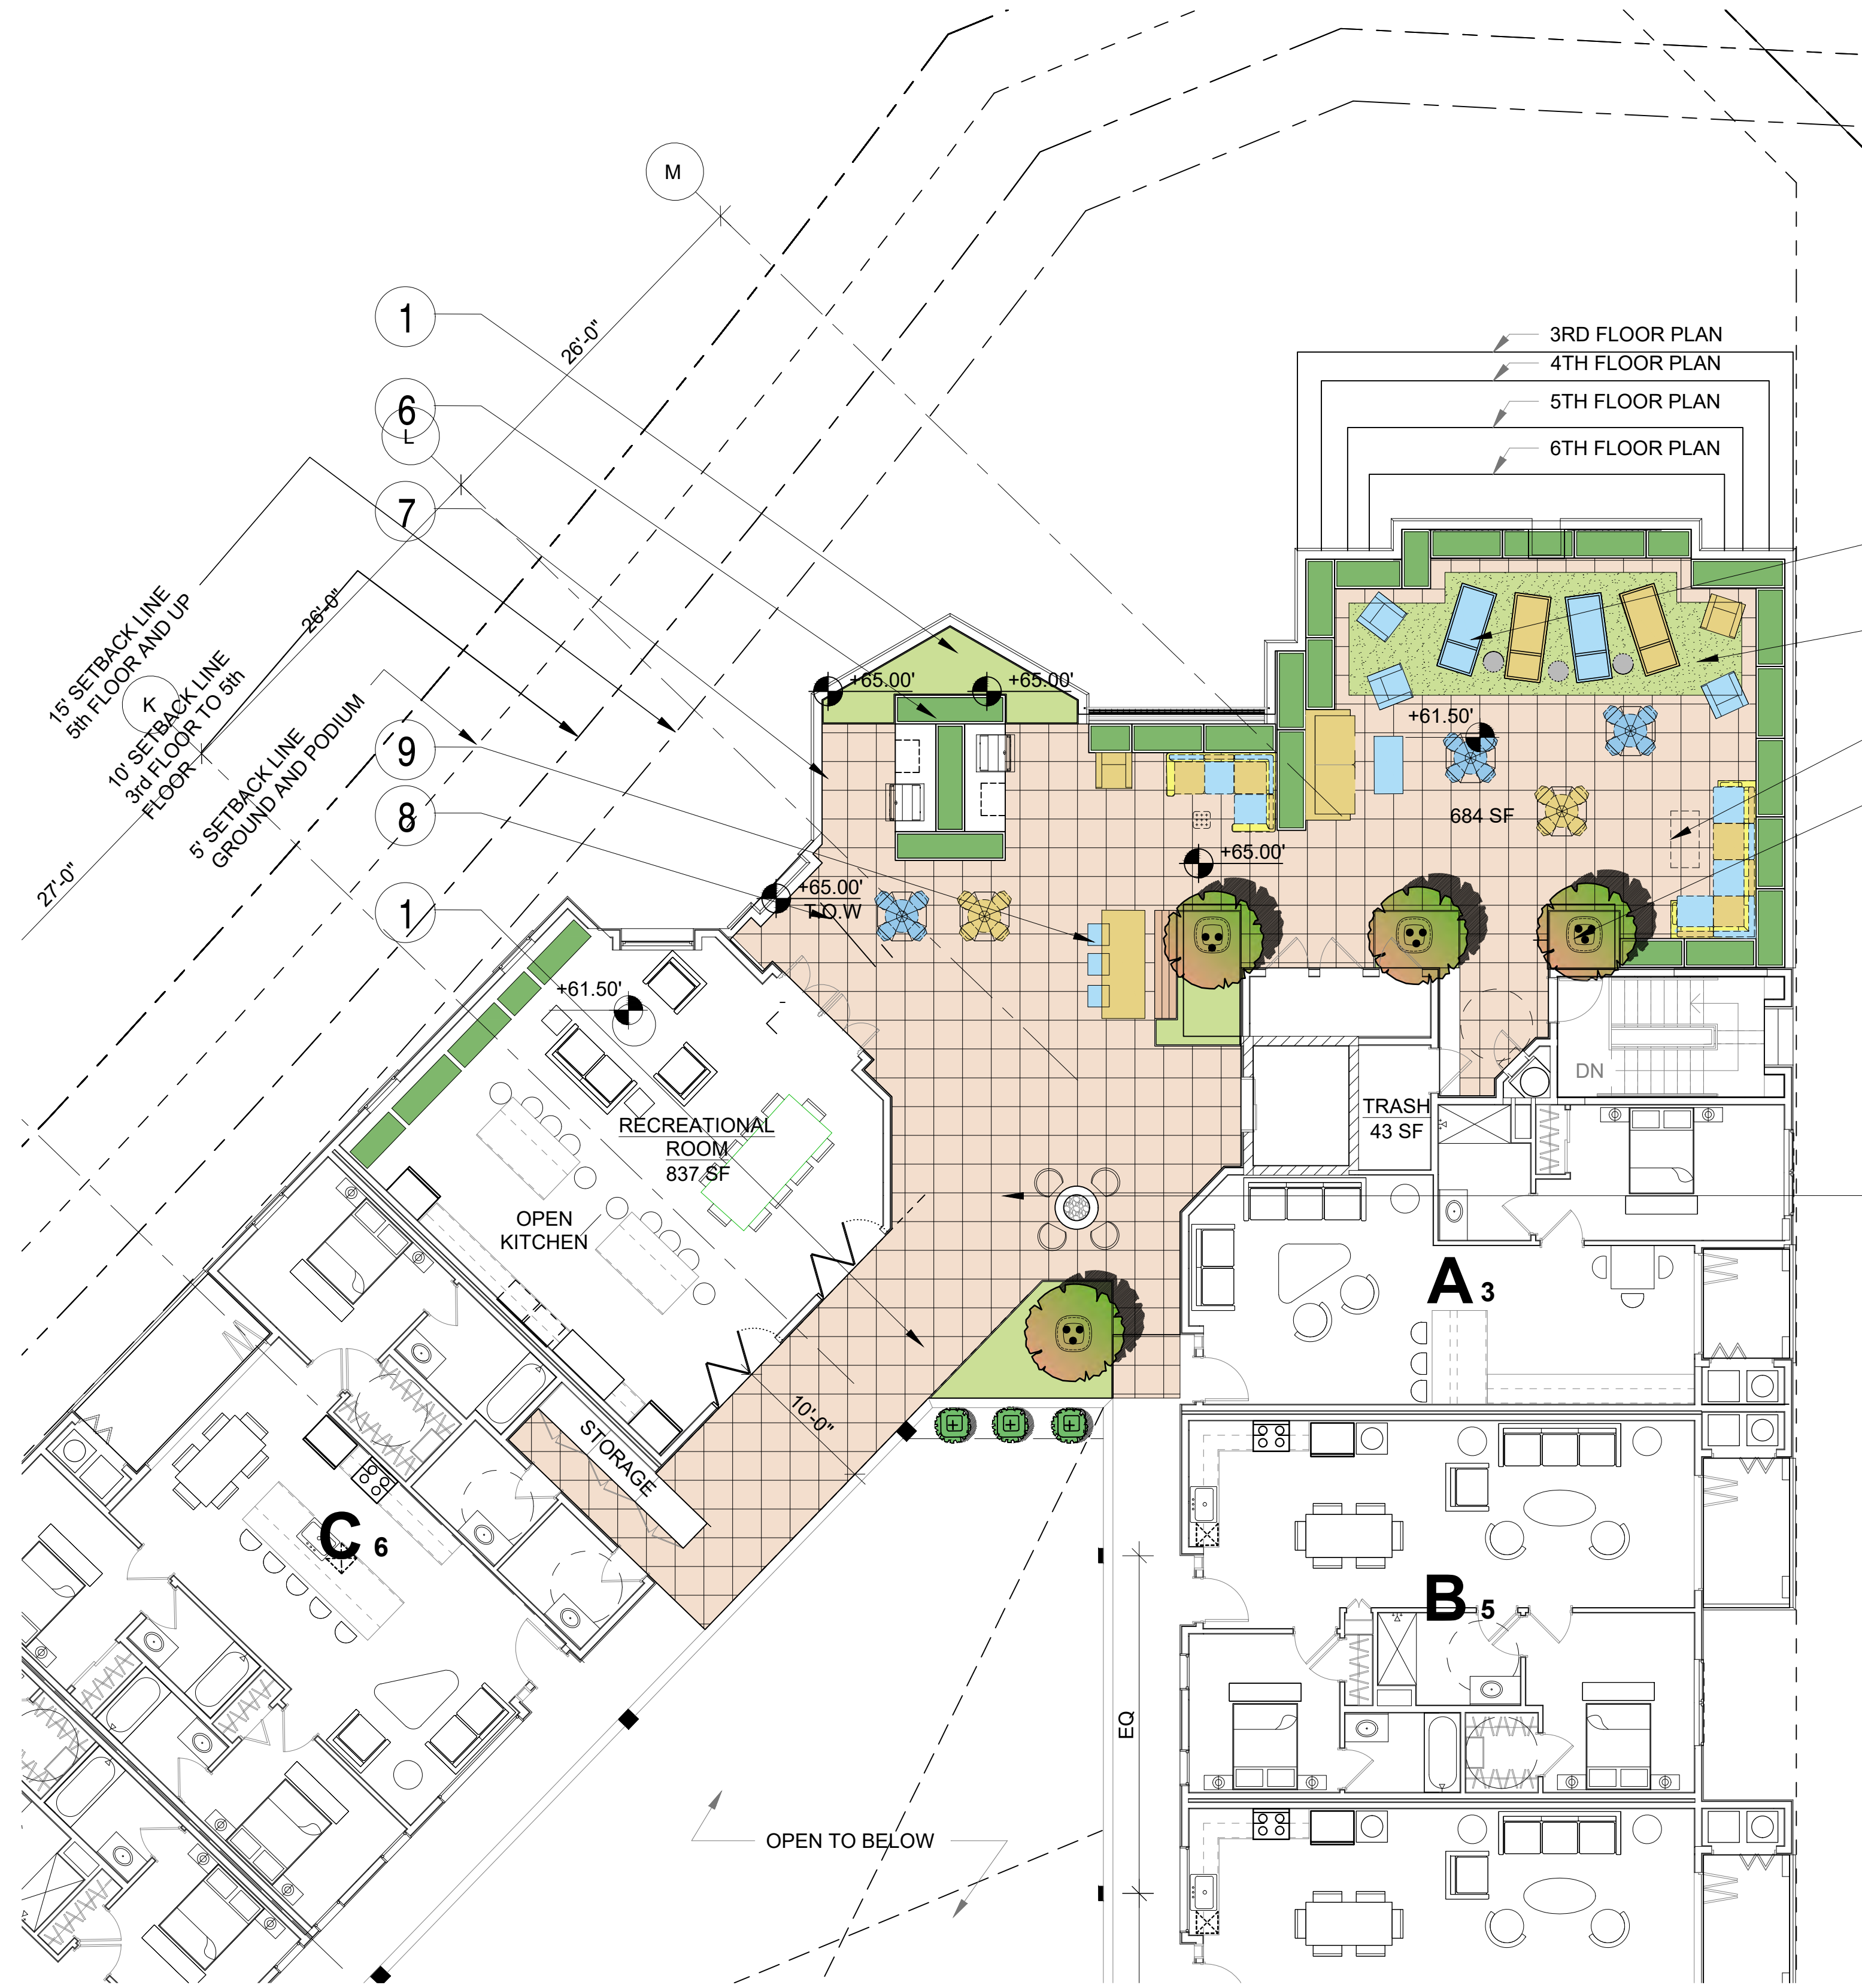 M
1
26'-0"
3RD FLOOR PLAN
4TH FLOOR PLAN
6
L
5TH FLOOR PLAN
6TH FLOOR PLAN
7
15' SETBACK LINE
5th FLOOR AND UP
26'-0"
K
10' SETBACK LINE
3rd FLOOR TO 5th
FLOOR
+65.00'
+65.00'
+61.50'
5' SETBACK LINE
GROUND AND PODIUM
9
8
684 SF
+65.00'
27'-0"
+65.00'
T.O.W
1
+61.50'
DN
TRASH
43 SF
RECREATIONAL
ROOM
837 SF
OPEN
KITCHEN
A 3
10'-0"
STORAGE
C 6
B 5
EQ
OPEN TO BELOW